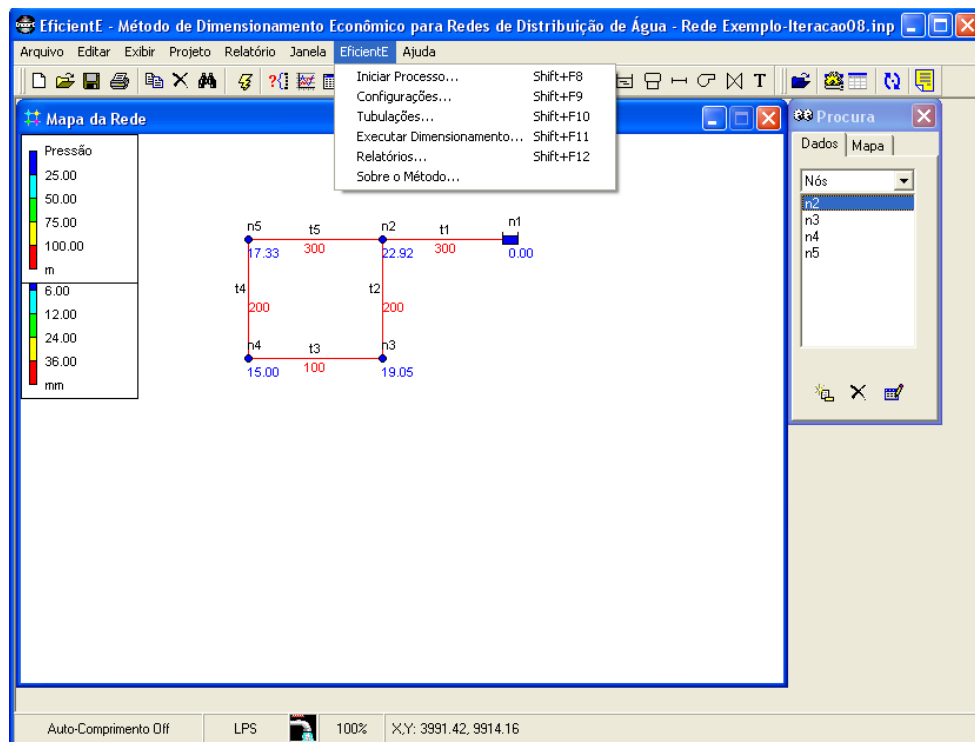 EficientE - Método de Dimensionamento Econômico para Redes de Distribuição de Água - Rede Exemplo-Iteracao08.inp
Arquivo Editar Exibir Projeto Relatório Janela EficientE Ajuda
T
Iniciar Processo... Shift+F8
Configurações... Shift+F9
Tubulações... Shift+F10
Executar Dimensionamento... Shift+F11
Relatórios... Shift+F12
Sobre o Método...
Mapa da Rede
Pressão
25.00
50.00
75.00
100.00
m
6.00
12.00
24.00
36.00
mm
n5 t5 n2 t1 n1
17.33 300 22.92 300 0.00
t4 t2
200 200
n4 t3 n3
15.00 100 19.05
Procura
Dados Mapa
Nós
n2
n3
n4
n5
Auto-Comprimento Off LPS 100% X,Y: 3991.42, 9914.16